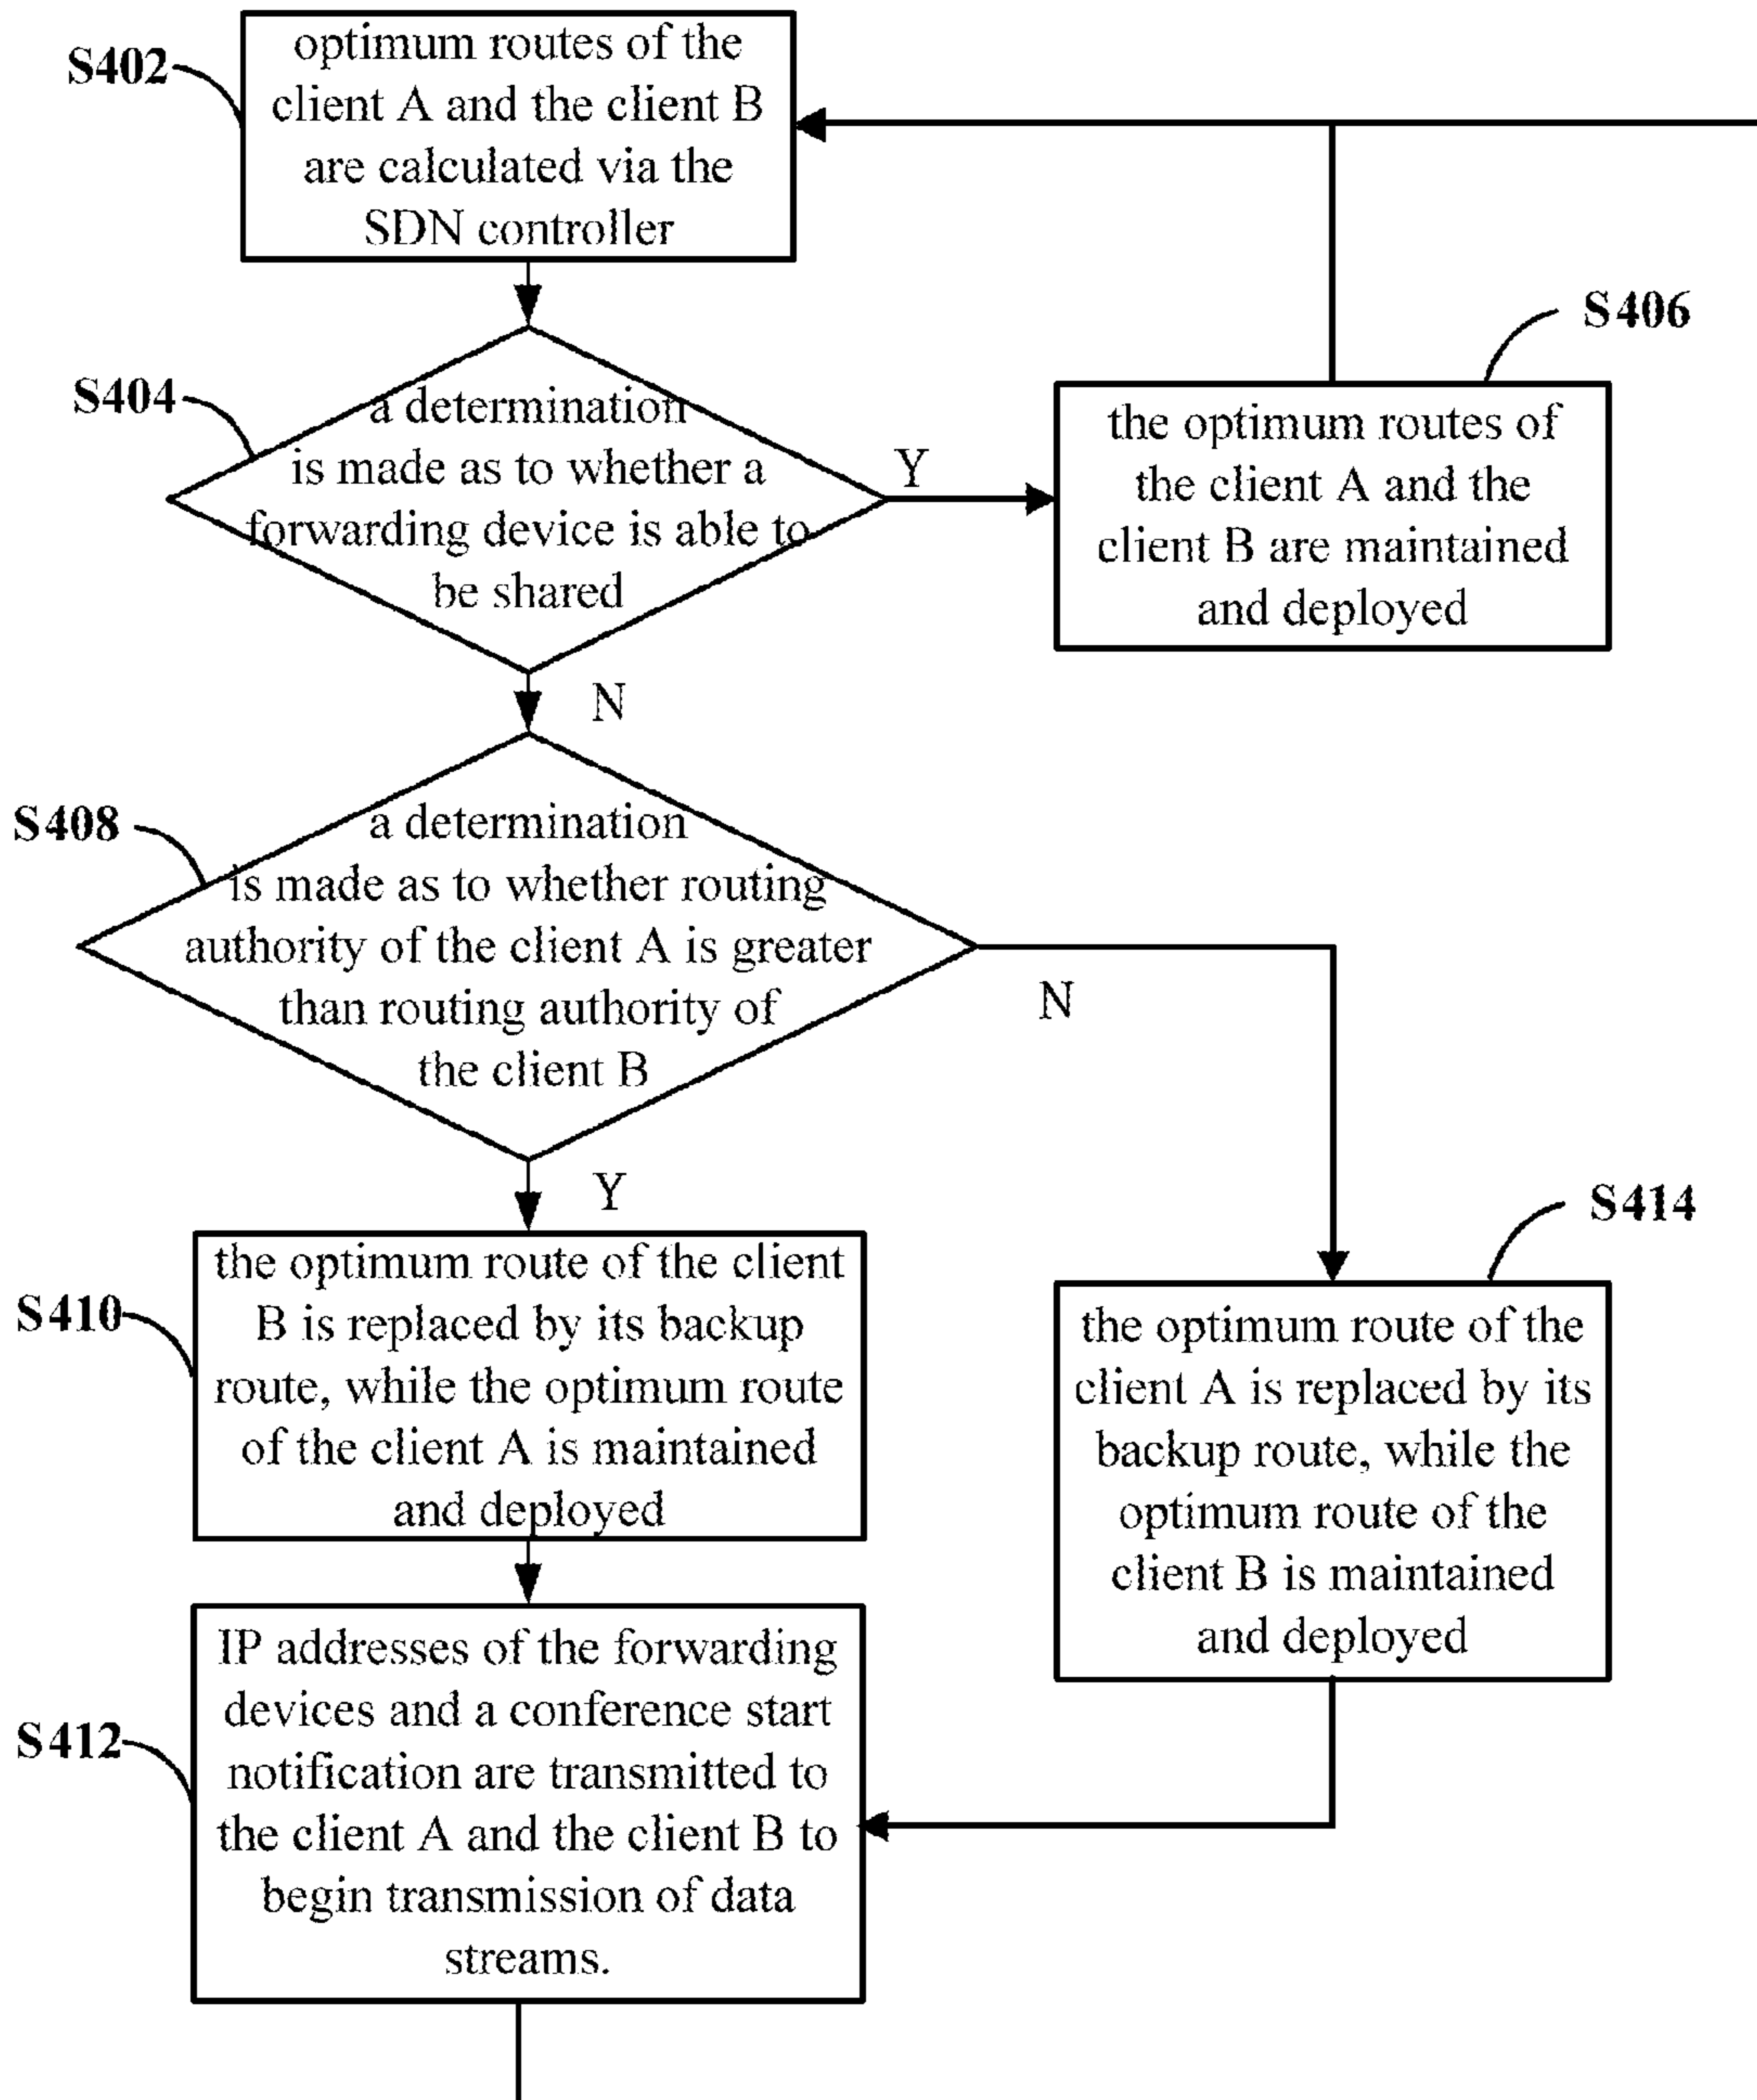 S402
optimum routes of the
client A and the client B
are calculated via the
SDN controller
S404
a determination
is made as to whether a
forwarding device is able to
be shared
Y
S406
the optimum routes of
the client A and the
client B are maintained
and deployed
N
S408
a determination
is made as to whether routing
authority of the client A is greater
than routing authority of
the client B
N
Y
S410
the optimum route of the client
B is replaced by its backup
route, while the optimum route
of the client A is maintained
and deployed
S414
the optimum route of the
client A is replaced by its
backup route, while the
optimum route of the
client B is maintained
and deployed
S412
IP addresses of the forwarding
devices and a conference start
notification are transmitted to
the client A and the client B to
begin transmission of data
streams.